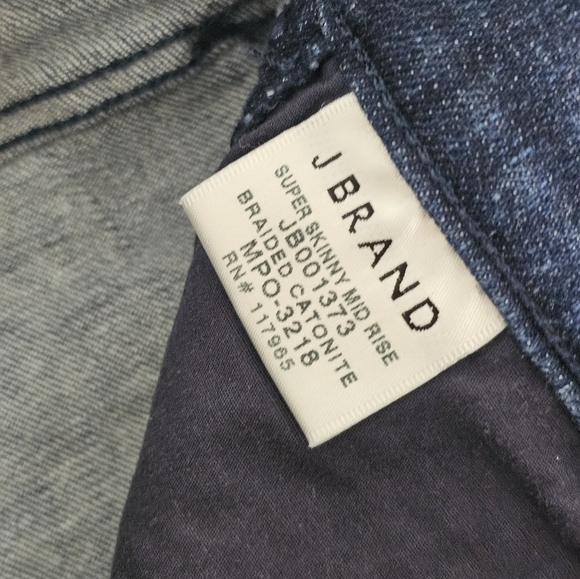 J BRAND
SUPER SKINNY MID RISE
JB001373
BRAIDED CATONITE
MPO-3218
RN# 117965